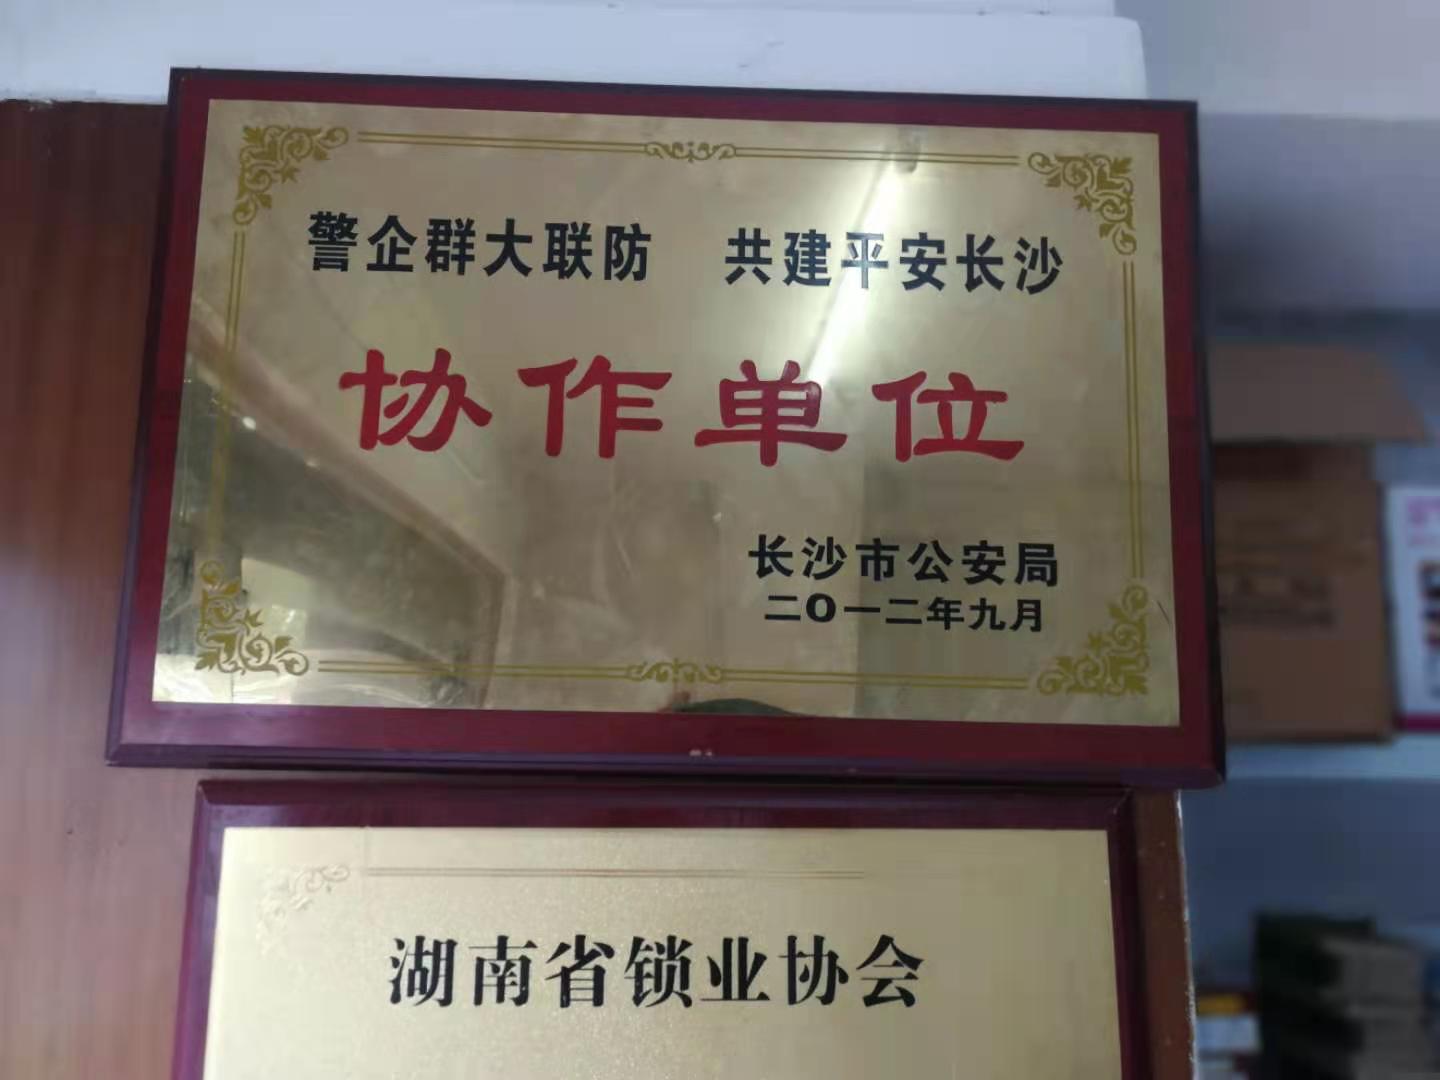 警企群大联防 共建平安长沙
协作单位
长沙市公安局
二〇一二年九月
湖南省锁业协会